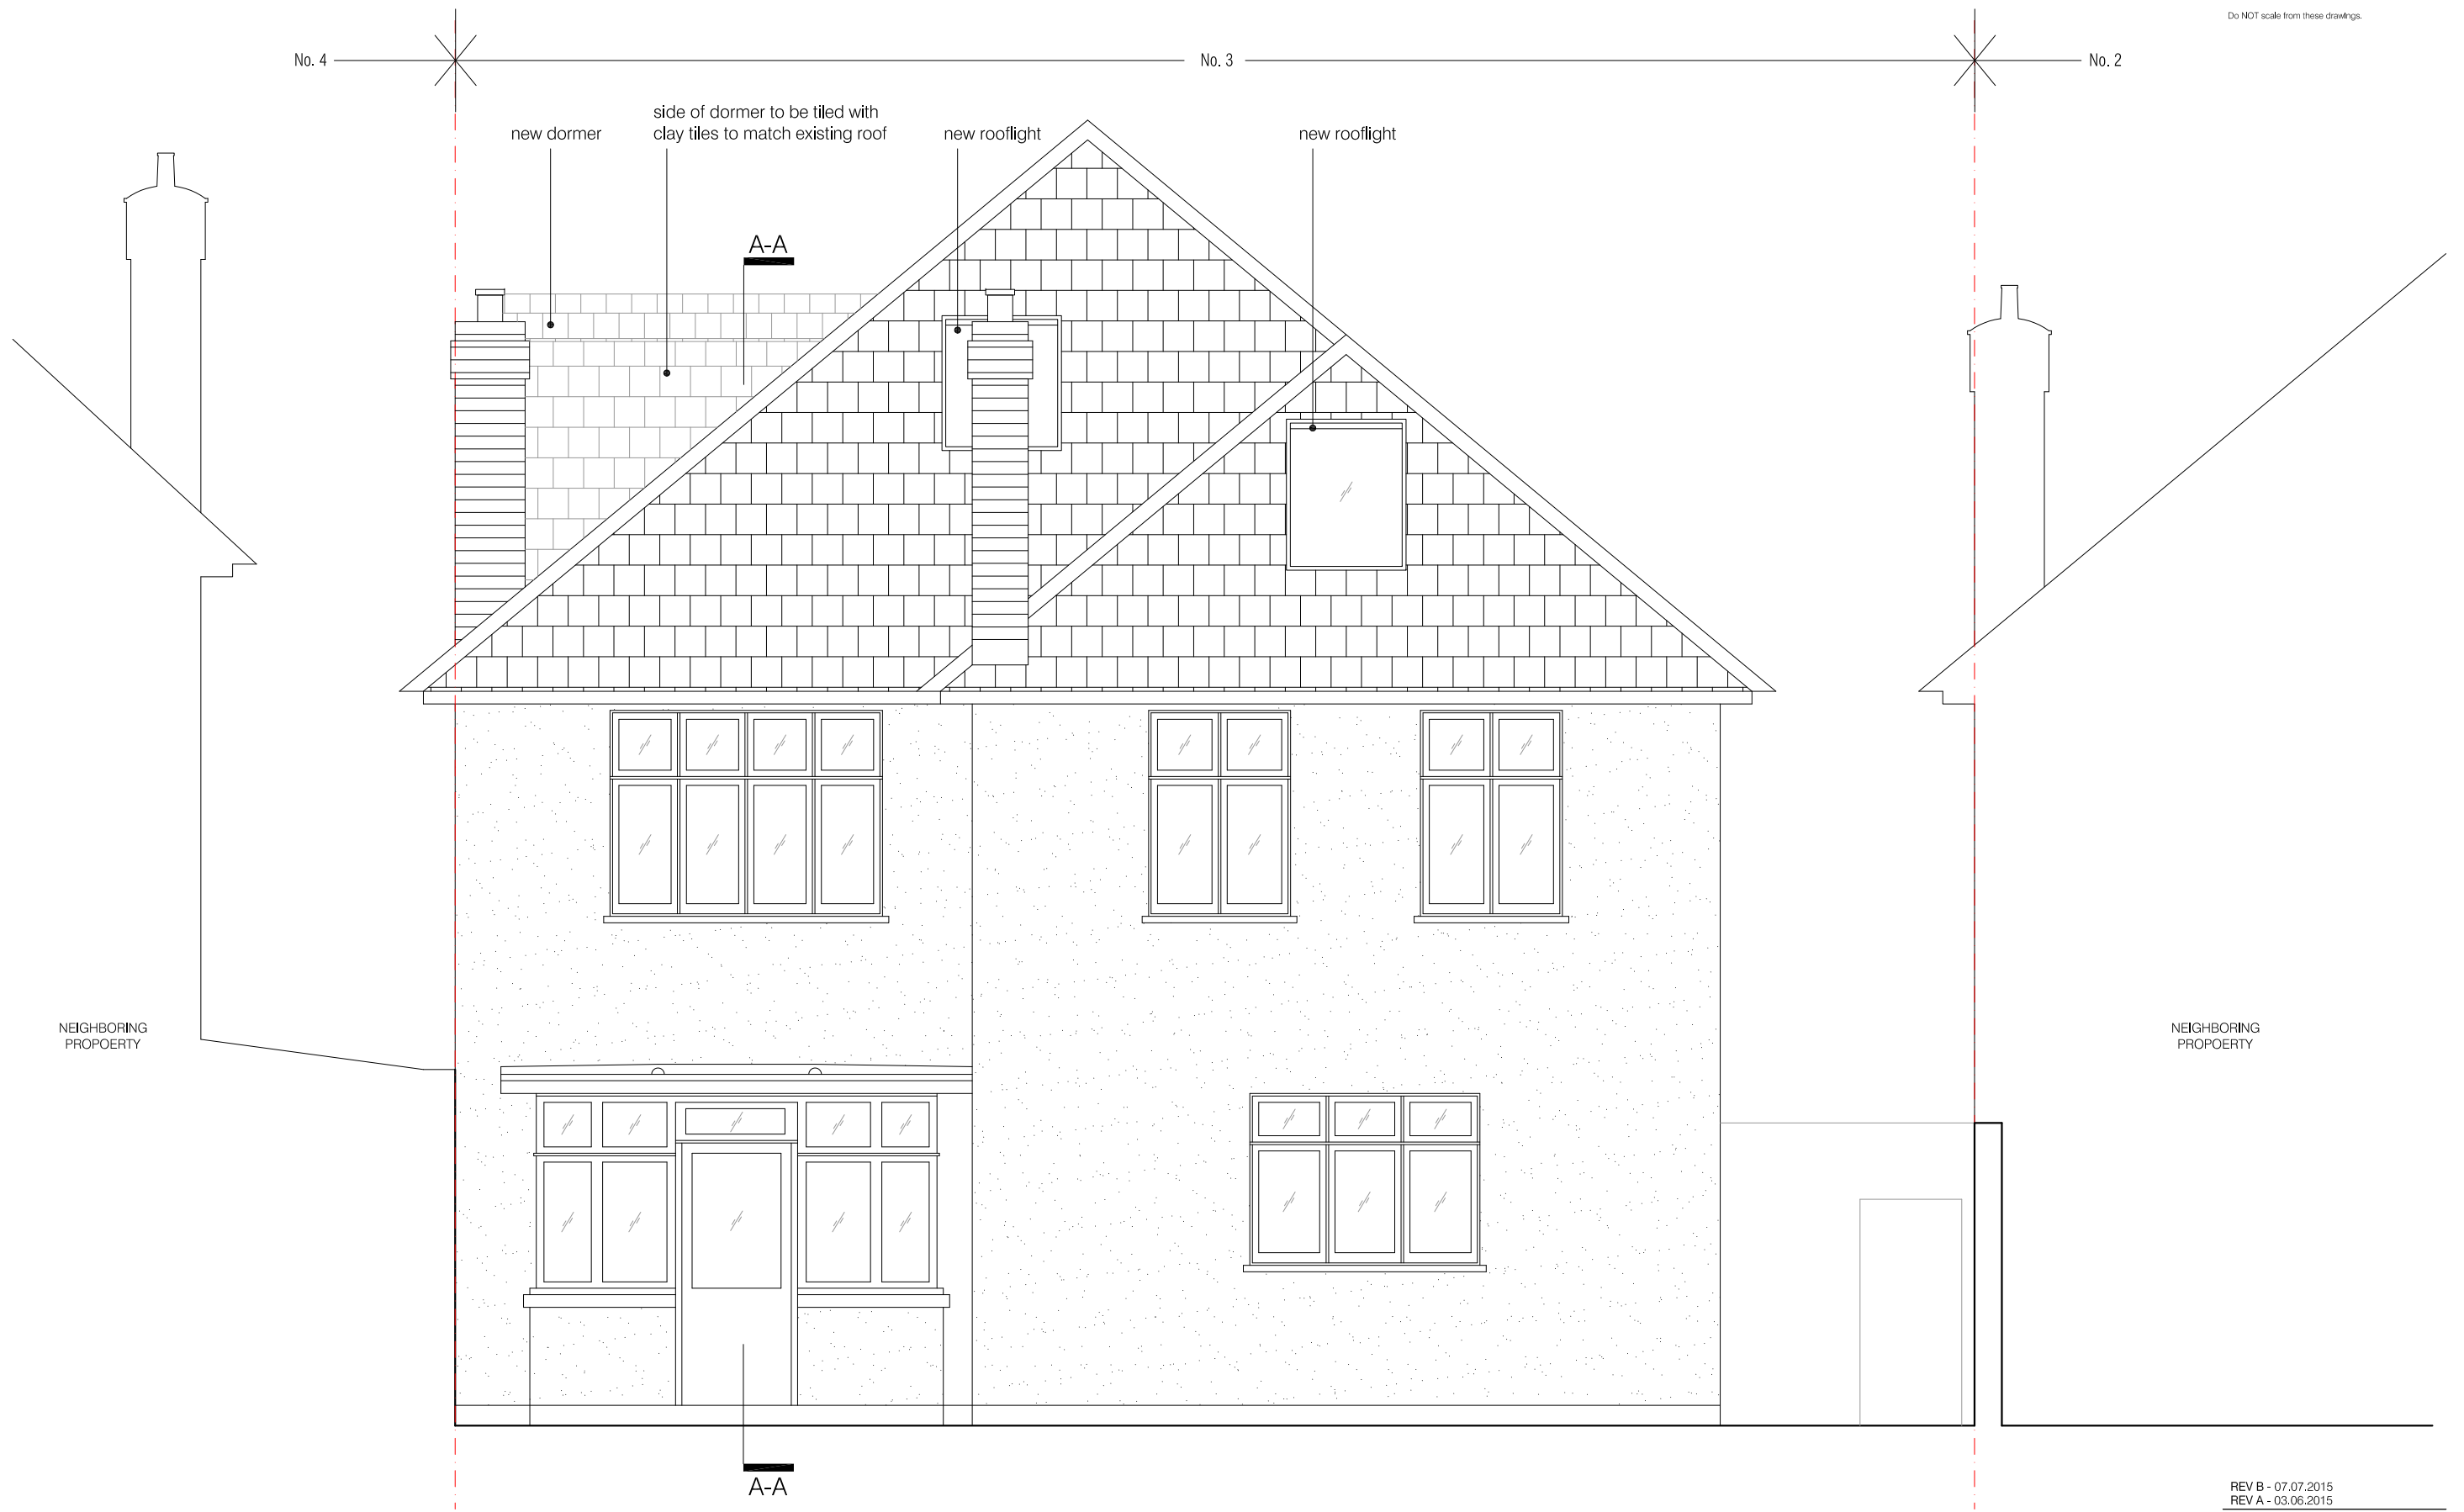 Do NOT scale from these drawings.
No. 4
No. 3
No. 2
side of dormer to be tiled with
clay tiles to match existing roof
new dormer
new rooflight
new rooflight
A-A
NEIGHBORING
PROPOERTY
NEIGHBORING
PROPOERTY
A-A
REV B - 07.07.2015
REV A - 03.06.2015